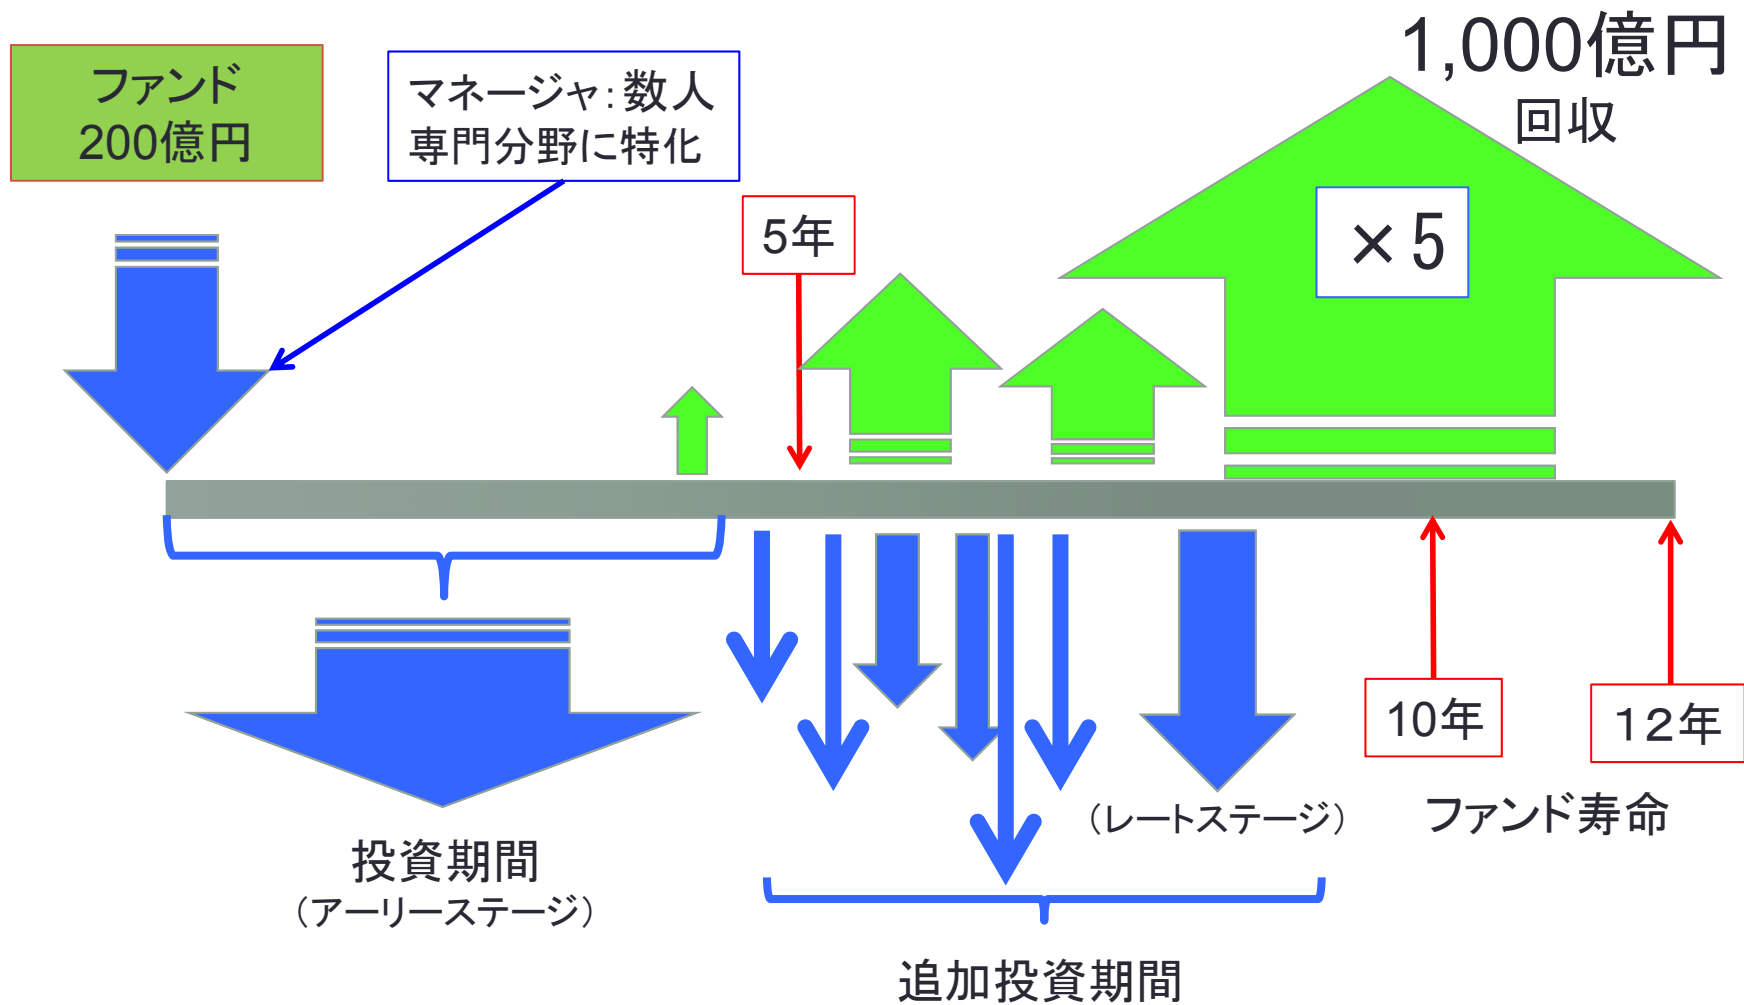 1,000億円
回収
ファンド
200億円
マネージャ：数人
専門分野に特化
5年
×5
10年
１２年
（レートステージ）
ファンド寿命
投資期間
（アーリーステージ）
追加投資期間